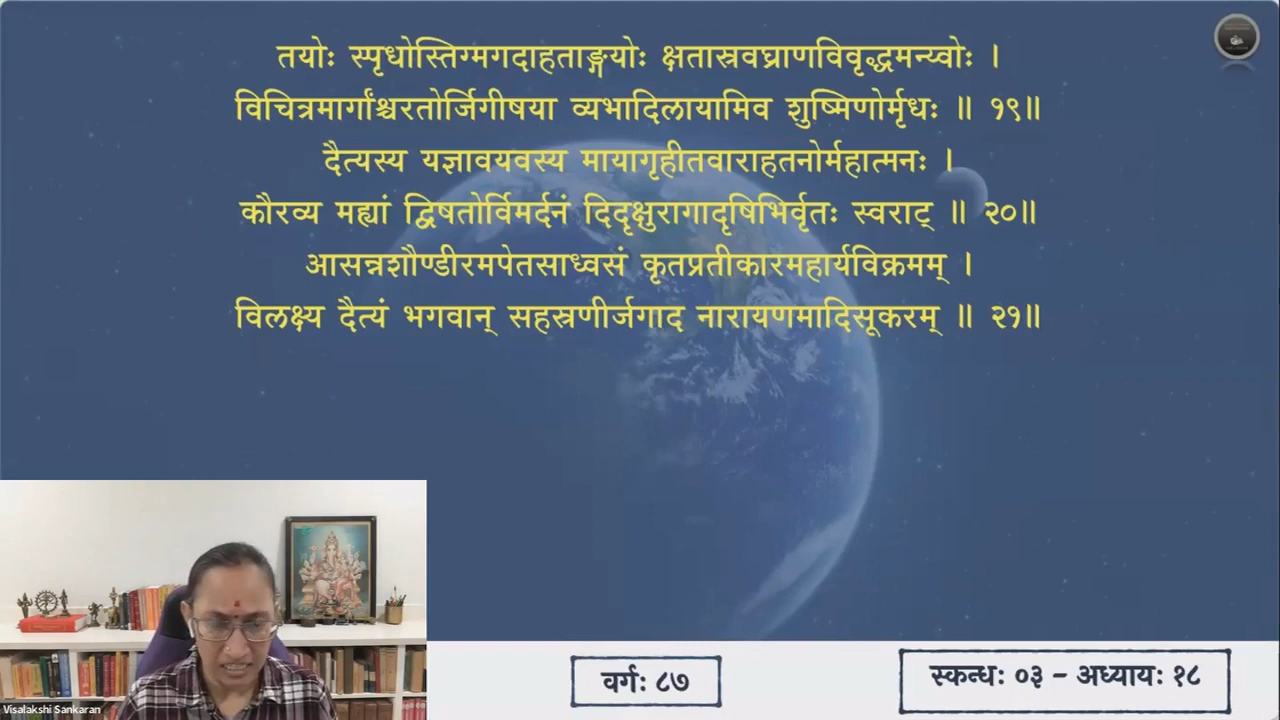 तयोः स्पृधोस्तिग्मगदाहताङ्गयोः क्षतास्रवघ्राणविवृद्धमन्य्वोः ।
विचित्रमार्गांश्चरतोर्जिगीषया व्यभादिलायामिव शुष्मिणोर्मृधः ॥ १९॥
दैत्यस्य यज्ञावयवस्य मायागृहीतवाराहतनोर्महात्मनः ।
कौरव्य मह्यां द्विषतोर्विमर्दनं दिदृक्षुरागादृषिभिर्वृतः स्वराट् ॥ २०॥
आसन्नशौण्डीरमपेतसाध्वसं कृतप्रतीकारमहार्यविक्रमम् ।
विलक्ष्य दैत्यं भगवान् सहस्रणीर्जगाद नारायणमादिसूकरम् ॥ २१॥
Visalakshi Sankaran
वर्गः ८७
स्कन्धः ०३ - अध्यायः १८